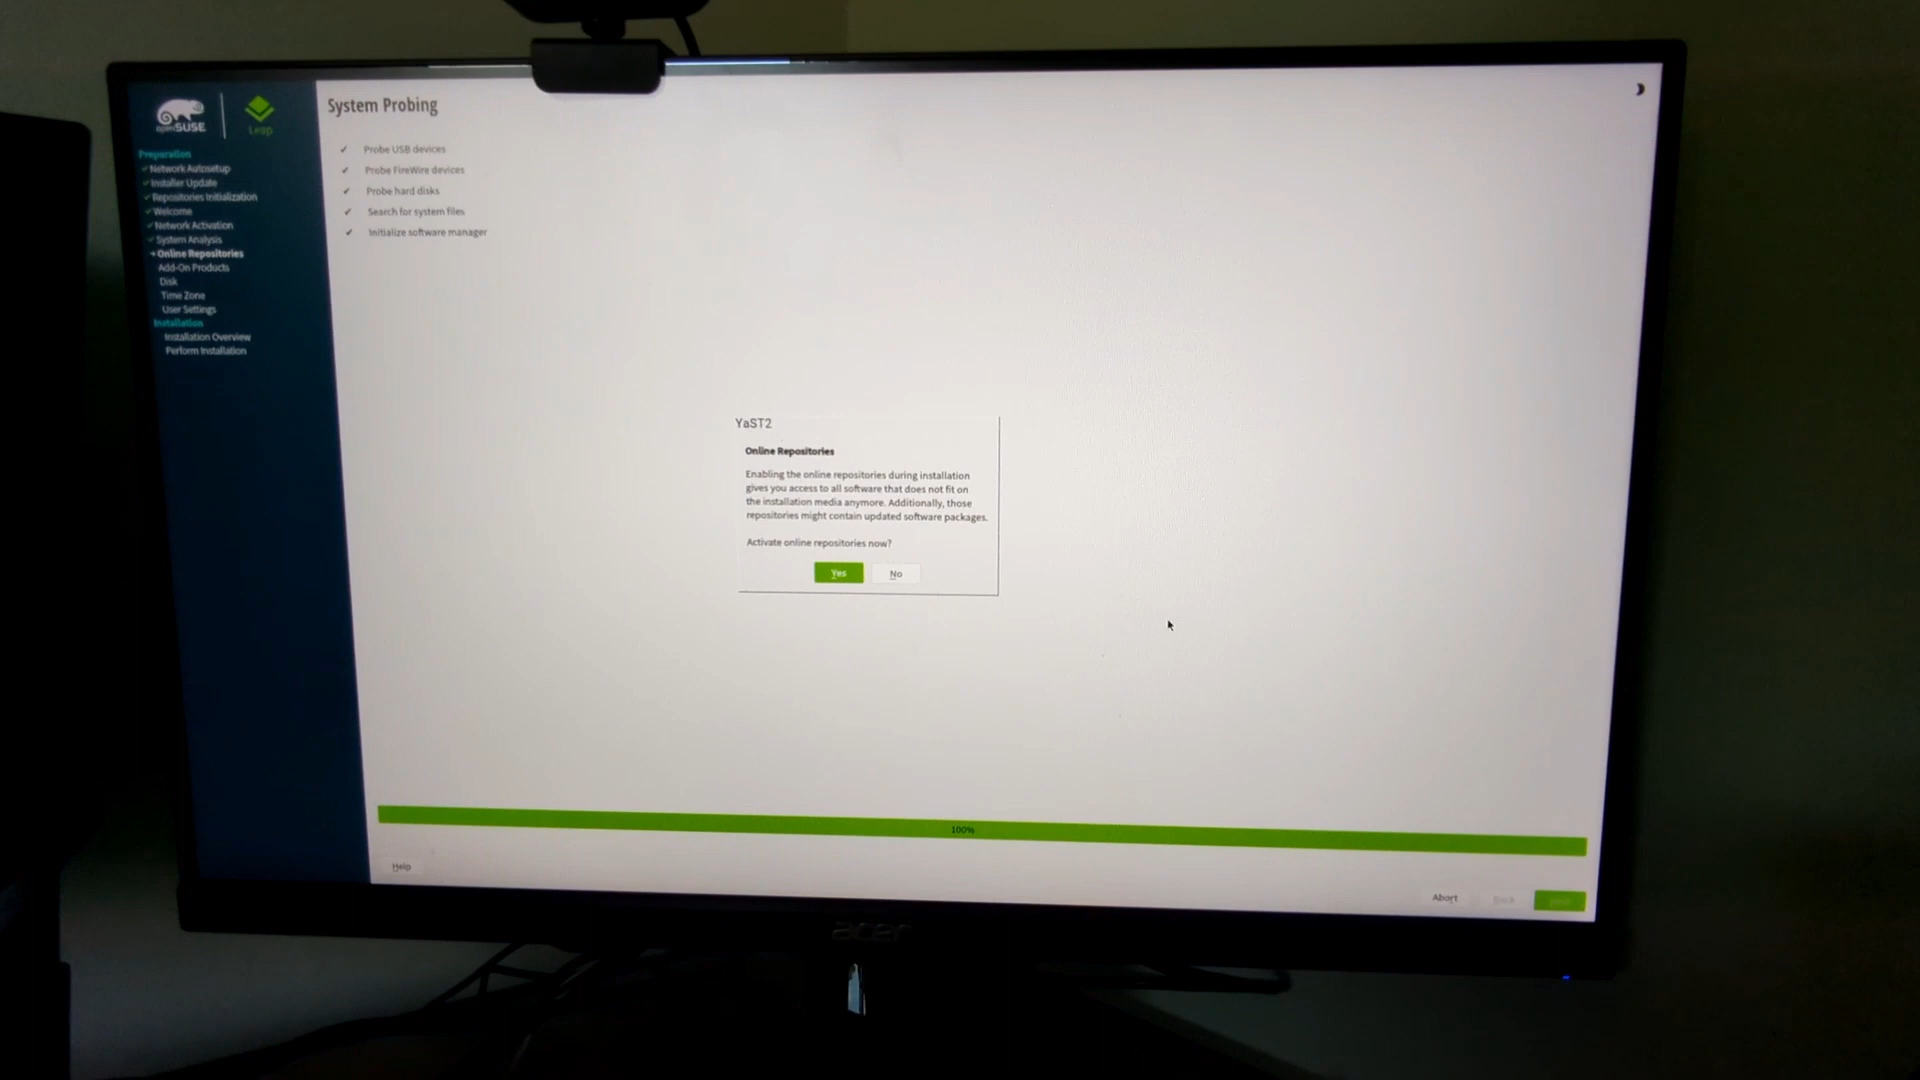 openSUSE
Leap
Preparation
Network Autosetup
Installer Update
Repositories Initialization
Welcome
Network Activation
System Analysis
Online Repositories
Add-On Products
Disk
Time Zone
User Settings
Installation
Installation Overview
Perform Installation
System Probing
Probe USB devices
Probe FireWire devices
Probe hard disks
Search for system files
Initialize software manager
YaST2
Online Repositories
Enabling the online repositories during installation
gives you access to all software that does not fit on
the installation media anymore. Additionally, those
repositories might contain updated software packages.
Activate online repositories now?
Yes
No
100%
Help
Abort
Back
acer